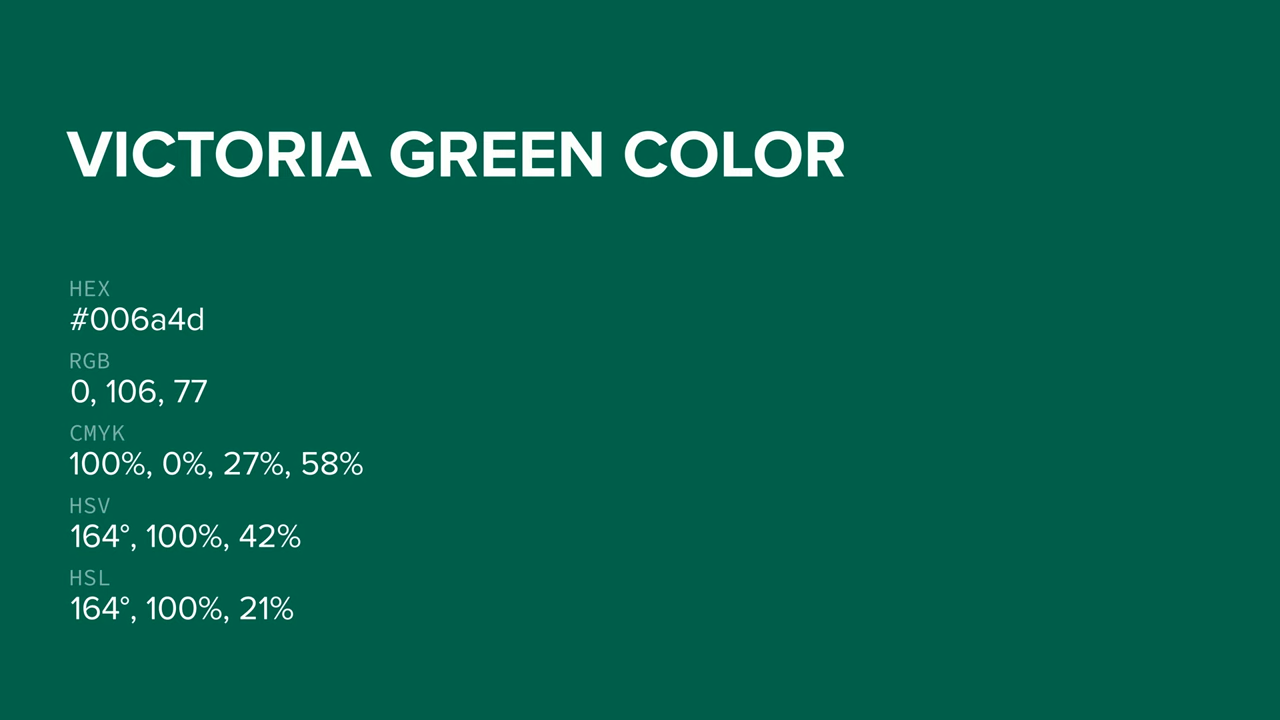 VICTORIA GREEN COLOR
HEX
#006a4d
RGB
0, 106, 77
CMYK
100%, 0%, 27%, 58%
HSV
164°, 100%, 42%
HSL
164°, 100%, 21%